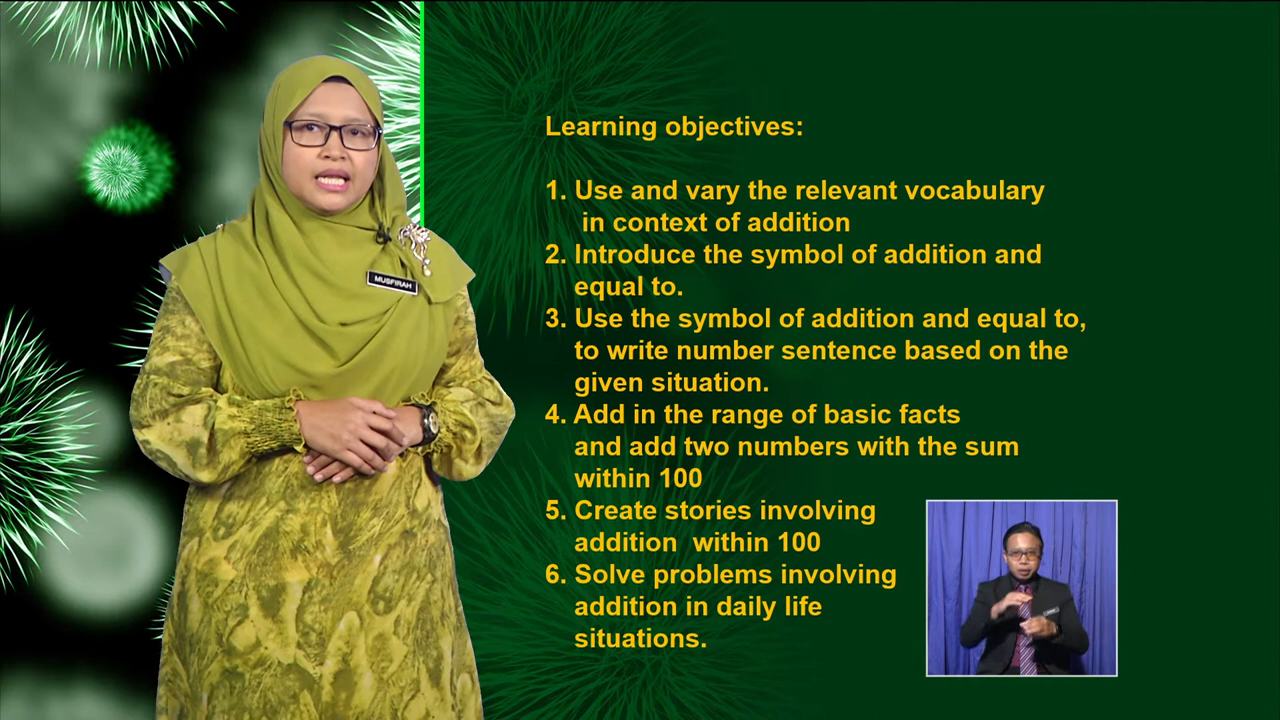 MUSFIRAH
Learning objectives:
1. Use and vary the relevant vocabulary
in context of addition
2. Introduce the symbol of addition and
equal to.
3. Use the symbol of addition and equal to,
to write number sentence based on the
given situation.
4. Add in the range of basic facts
and add two numbers with the sum
within 100
5. Create stories involving
addition  within 100
6. Solve problems involving
addition in daily life
situations.